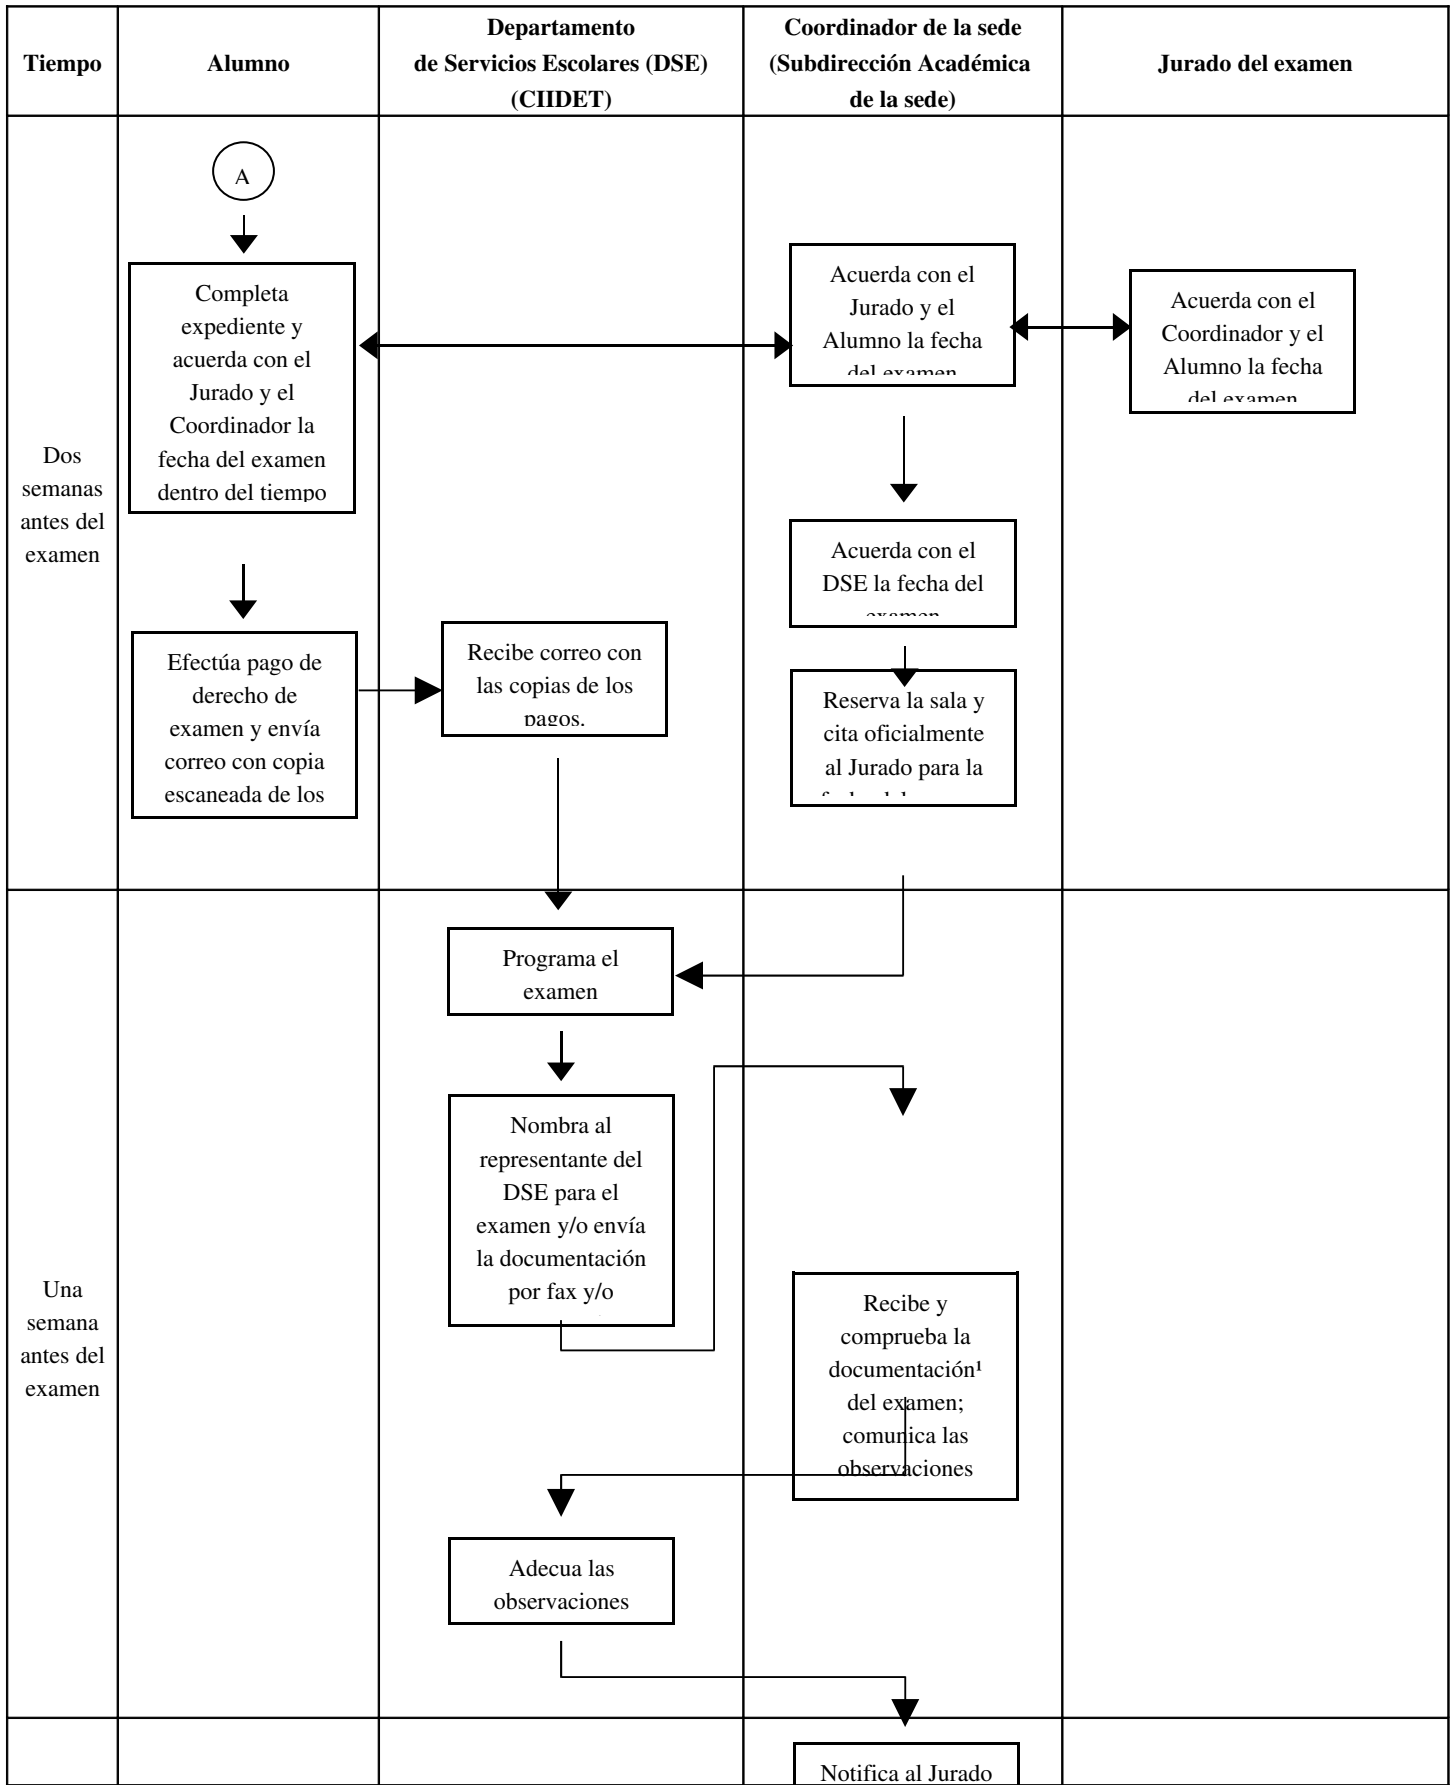 Tiempo
Alumno
Departamento
de Servicios Escolares (DSE)
(CIIDET)
Coordinador de la sede
(Subdirección Académica
de la sede)
Jurado del examen
Dos
semanas
antes del
examen
A
Completa
expediente y
acuerda con el
Jurado y el
Coordinador la
fecha del examen
dentro del tiempo
Acuerda con el
Jurado y el
Alumno la fecha
del examen
Acuerda con el
Coordinador y el
Alumno la fecha
del examen
Acuerda con el
DSE la fecha del
examen
Efectúa pago de
derecho de
examen y envía
correo con copia
escaneada de los
Recibe correo con
las copias de los
pagos.
Reserva la sala y
cita oficialmente
al Jurado para la
Una
semana
antes del
examen
Programa el
examen
Nombra al
representante del
DSE para el
examen y/o envía
la documentación
por fax y/o
Recibe y
comprueba la
documentación¹
del examen;
comunica las
observaciones
Adecua las
observaciones
Notifica al Jurado